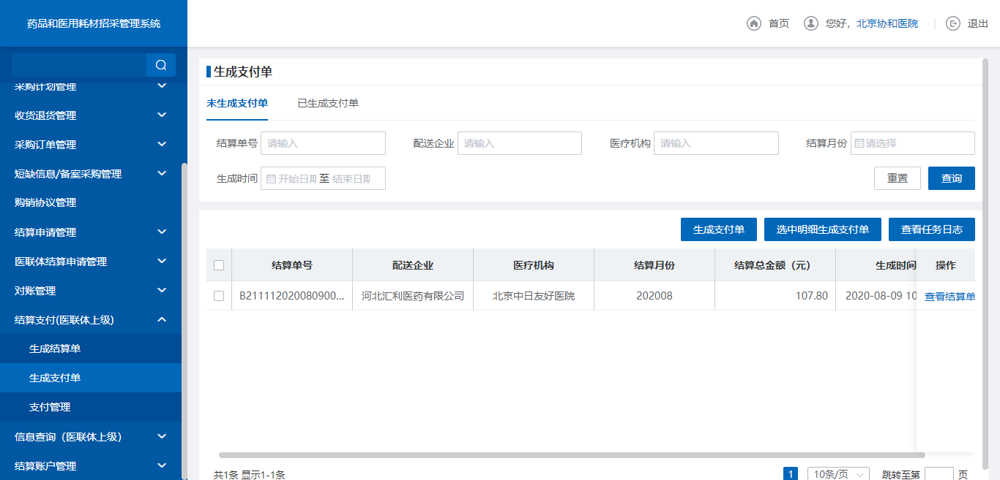 药品和医用耗材招采管理系统
首页
您好，北京协和医院
退出
采购计划管理
收货退货管理
采购订单管理
短缺信息/备案采购管理
购销协议管理
结算申请管理
医联体结算申请管理
对账管理
结算支付(医联体上级)
生成结算单
生成支付单
支付管理
信息查询（医联体上级）
结算账户管理
生成支付单
未生成支付单 已生成支付单
结算单号 请输入 配送企业 请输入 医疗机构 请输入 结算月份 请选择
生成时间 开始日期 至 结束日期 重置 查询
生成支付单 选中明细生成支付单 查看任务日志
结算单号 配送企业 医疗机构 结算月份 结算总金额（元） 生成时间 操作
B211112020080900... 河北汇利医药有限公司 北京中日友好医院 202008 107.80 2020-08-09 10 查看结算单
共1条 显示1-1条 1 10条/页 跳转至第 页